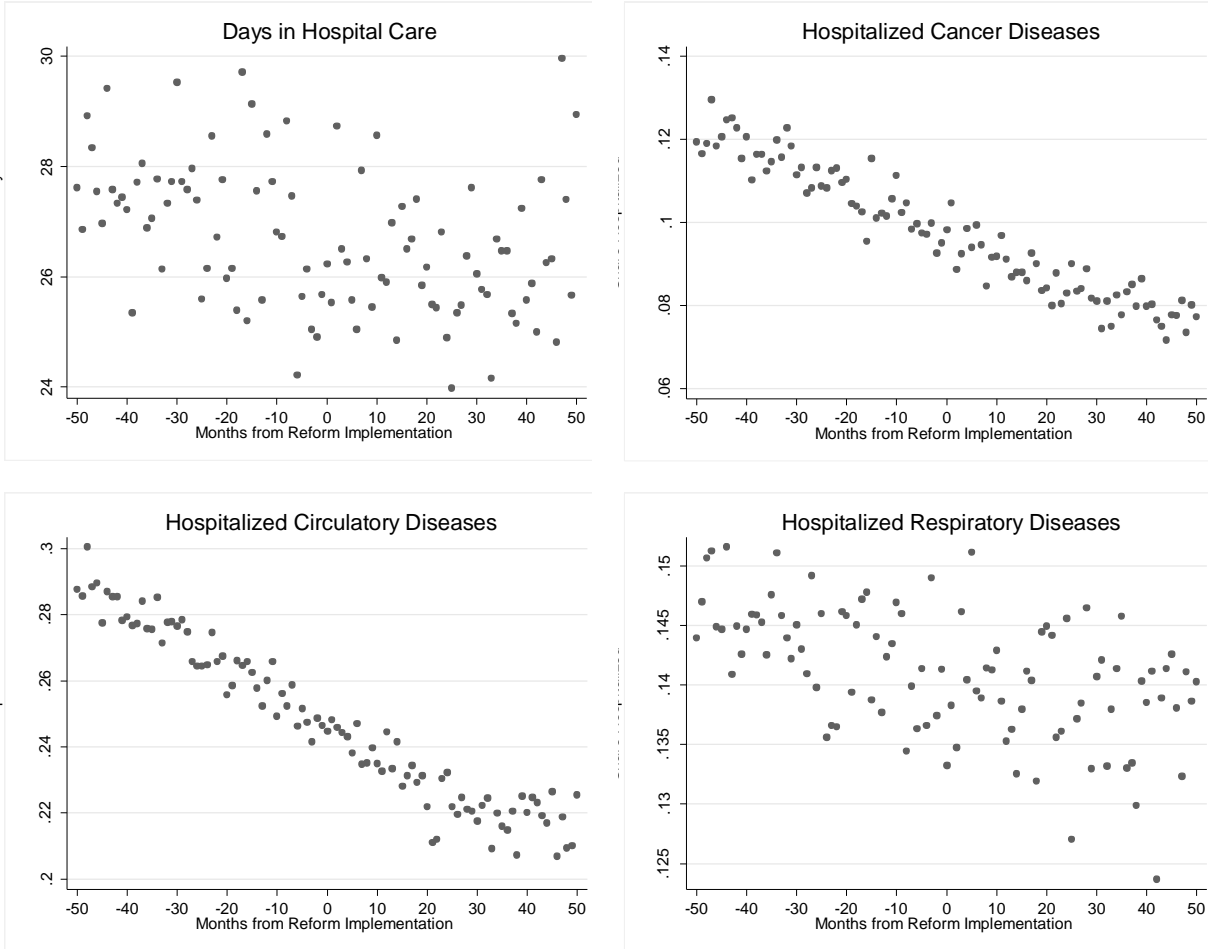 Days in Hospital Care
30
28
26
24
-50 -40 -30 -20 -10 0 10 20 30 40 50
Months from Reform Implementation
Hospitalized Cancer Diseases
.14
.12
.1
.08
.06
-50 -40 -30 -20 -10 0 10 20 30 40 50
Months from Reform Implementation
Hospitalized Circulatory Diseases
.3
.28
.26
.24
.22
.2
-50 -40 -30 -20 -10 0 10 20 30 40 50
Months from Reform Implementation
Hospitalized Respiratory Diseases
.15
.145
.14
.135
.13
.125
-50 -40 -30 -20 -10 0 10 20 30 40 50
Months from Reform Implementation